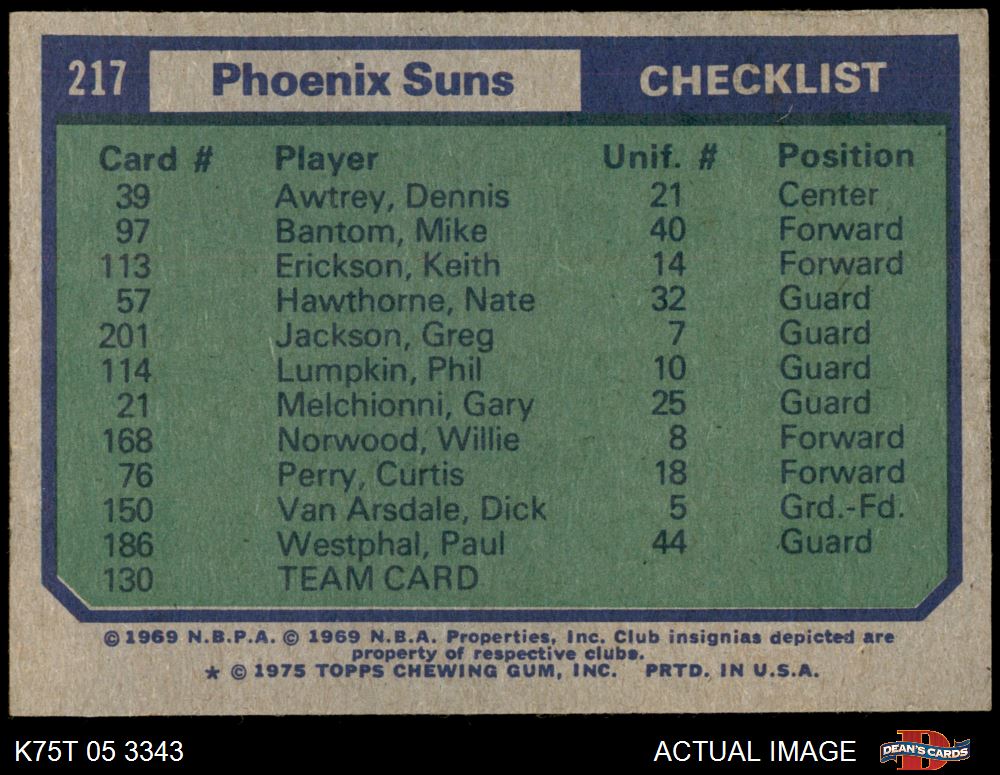 217 Phoenix Suns CHECKLIST
Card # Player Unif. # Position
39 Awtrey, Dennis 21 Center
97 Bantom, Mike 40 Forward
113 Erickson, Keith 14 Forward
57 Hawthorne, Nate 32 Guard
201 Jackson, Greg 7 Guard
114 Lumpkin, Phil 10 Guard
21 Melchionni, Gary 25 Guard
168 Norwood, Willie 8 Forward
76 Perry, Curtis 18 Forward
150 Van Arsdale, Dick 5 Grd.-Fd.
186 Westphal, Paul 44 Guard
130 TEAM CARD
© 1969 N.B.P.A. © 1969 N.B.A. Properties, Inc. Club insignias depicted are
property of respective clubs.
* © 1975 TOPPS CHEWING GUM, INC. PRTD. IN U.S.A.
K75T 05 3343 ACTUAL IMAGE D DEAN'S CARDS